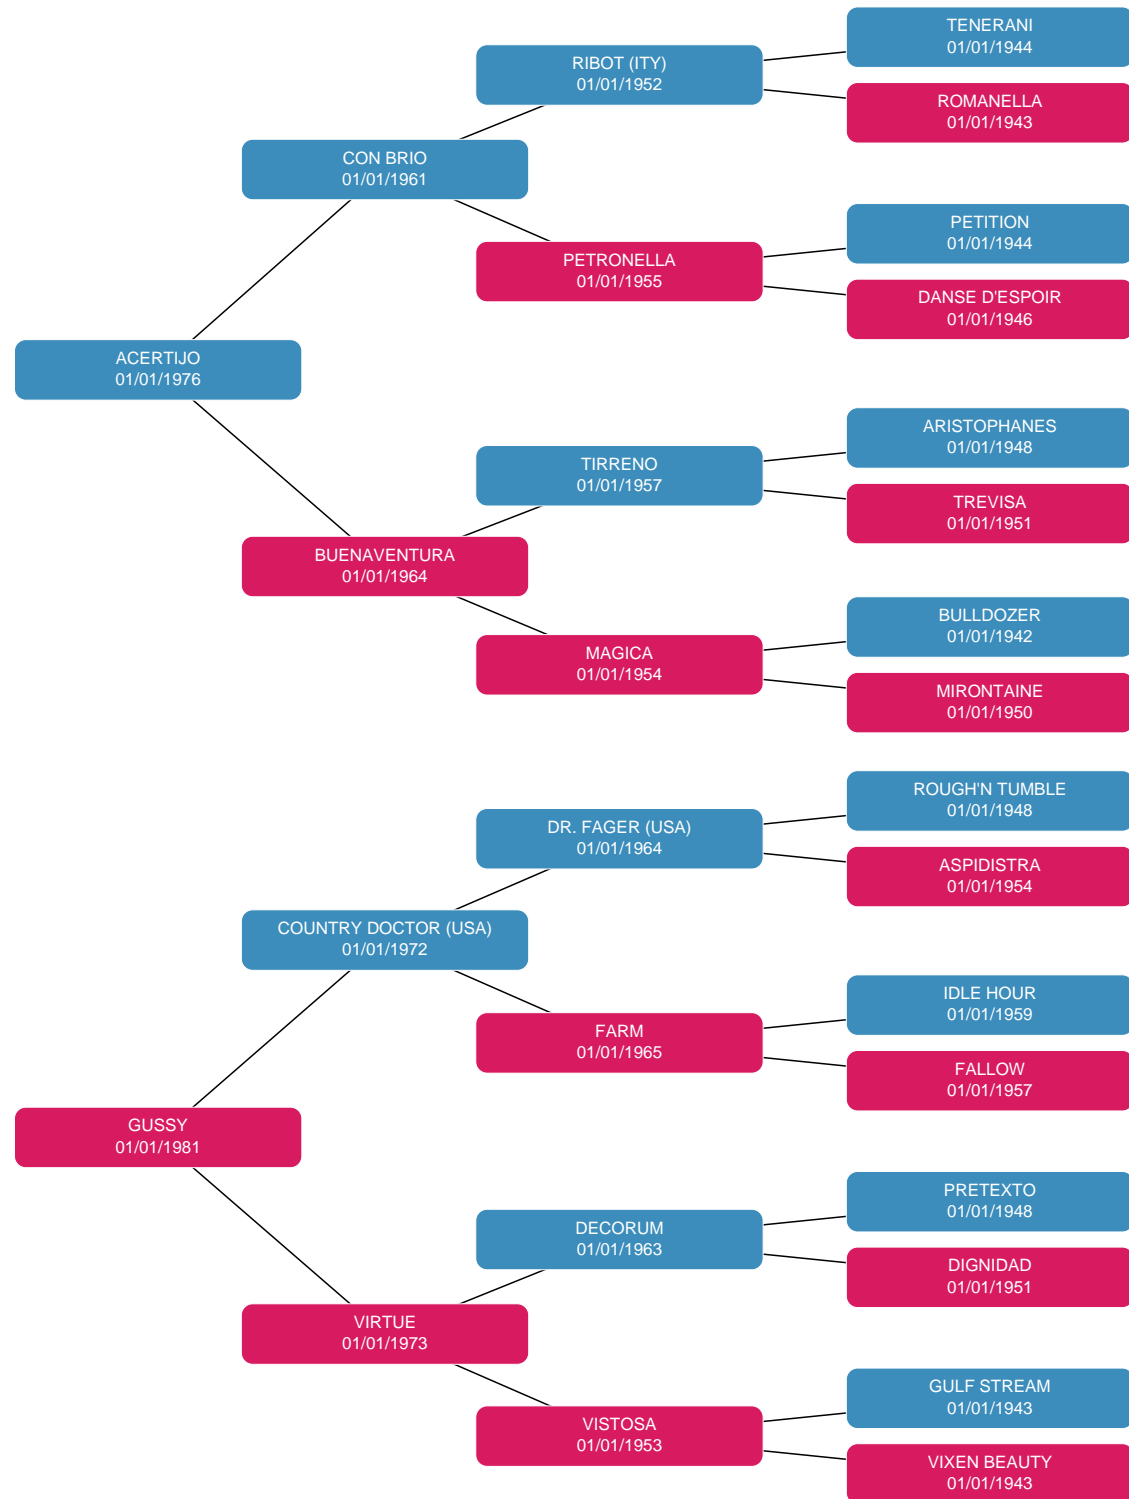 TENERANI
01/01/1944
RIBOT (ITY)
01/01/1952
ROMANELLA
01/01/1943
CON BRIO
01/01/1961
PETITION
01/01/1944
PETRONELLA
01/01/1955
DANSE D'ESPOIR
01/01/1946
ACERTIJO
01/01/1976
ARISTOPHANES
01/01/1948
TIRRENO
01/01/1957
TREVISA
01/01/1951
BUENAVENTURA
01/01/1964
BULLDOZER
01/01/1942
MAGICA
01/01/1954
MIRONTAINE
01/01/1950
ROUGH'N TUMBLE
01/01/1948
DR. FAGER (USA)
01/01/1964
ASPIDISTRA
01/01/1954
COUNTRY DOCTOR (USA)
01/01/1972
IDLE HOUR
01/01/1959
FARM
01/01/1965
FALLOW
01/01/1957
GUSSY
01/01/1981
PRETEXTO
01/01/1948
DECORUM
01/01/1963
DIGNIDAD
01/01/1951
VIRTUE
01/01/1973
GULF STREAM
01/01/1943
VISTOSA
01/01/1953
VIXEN BEAUTY
01/01/1943